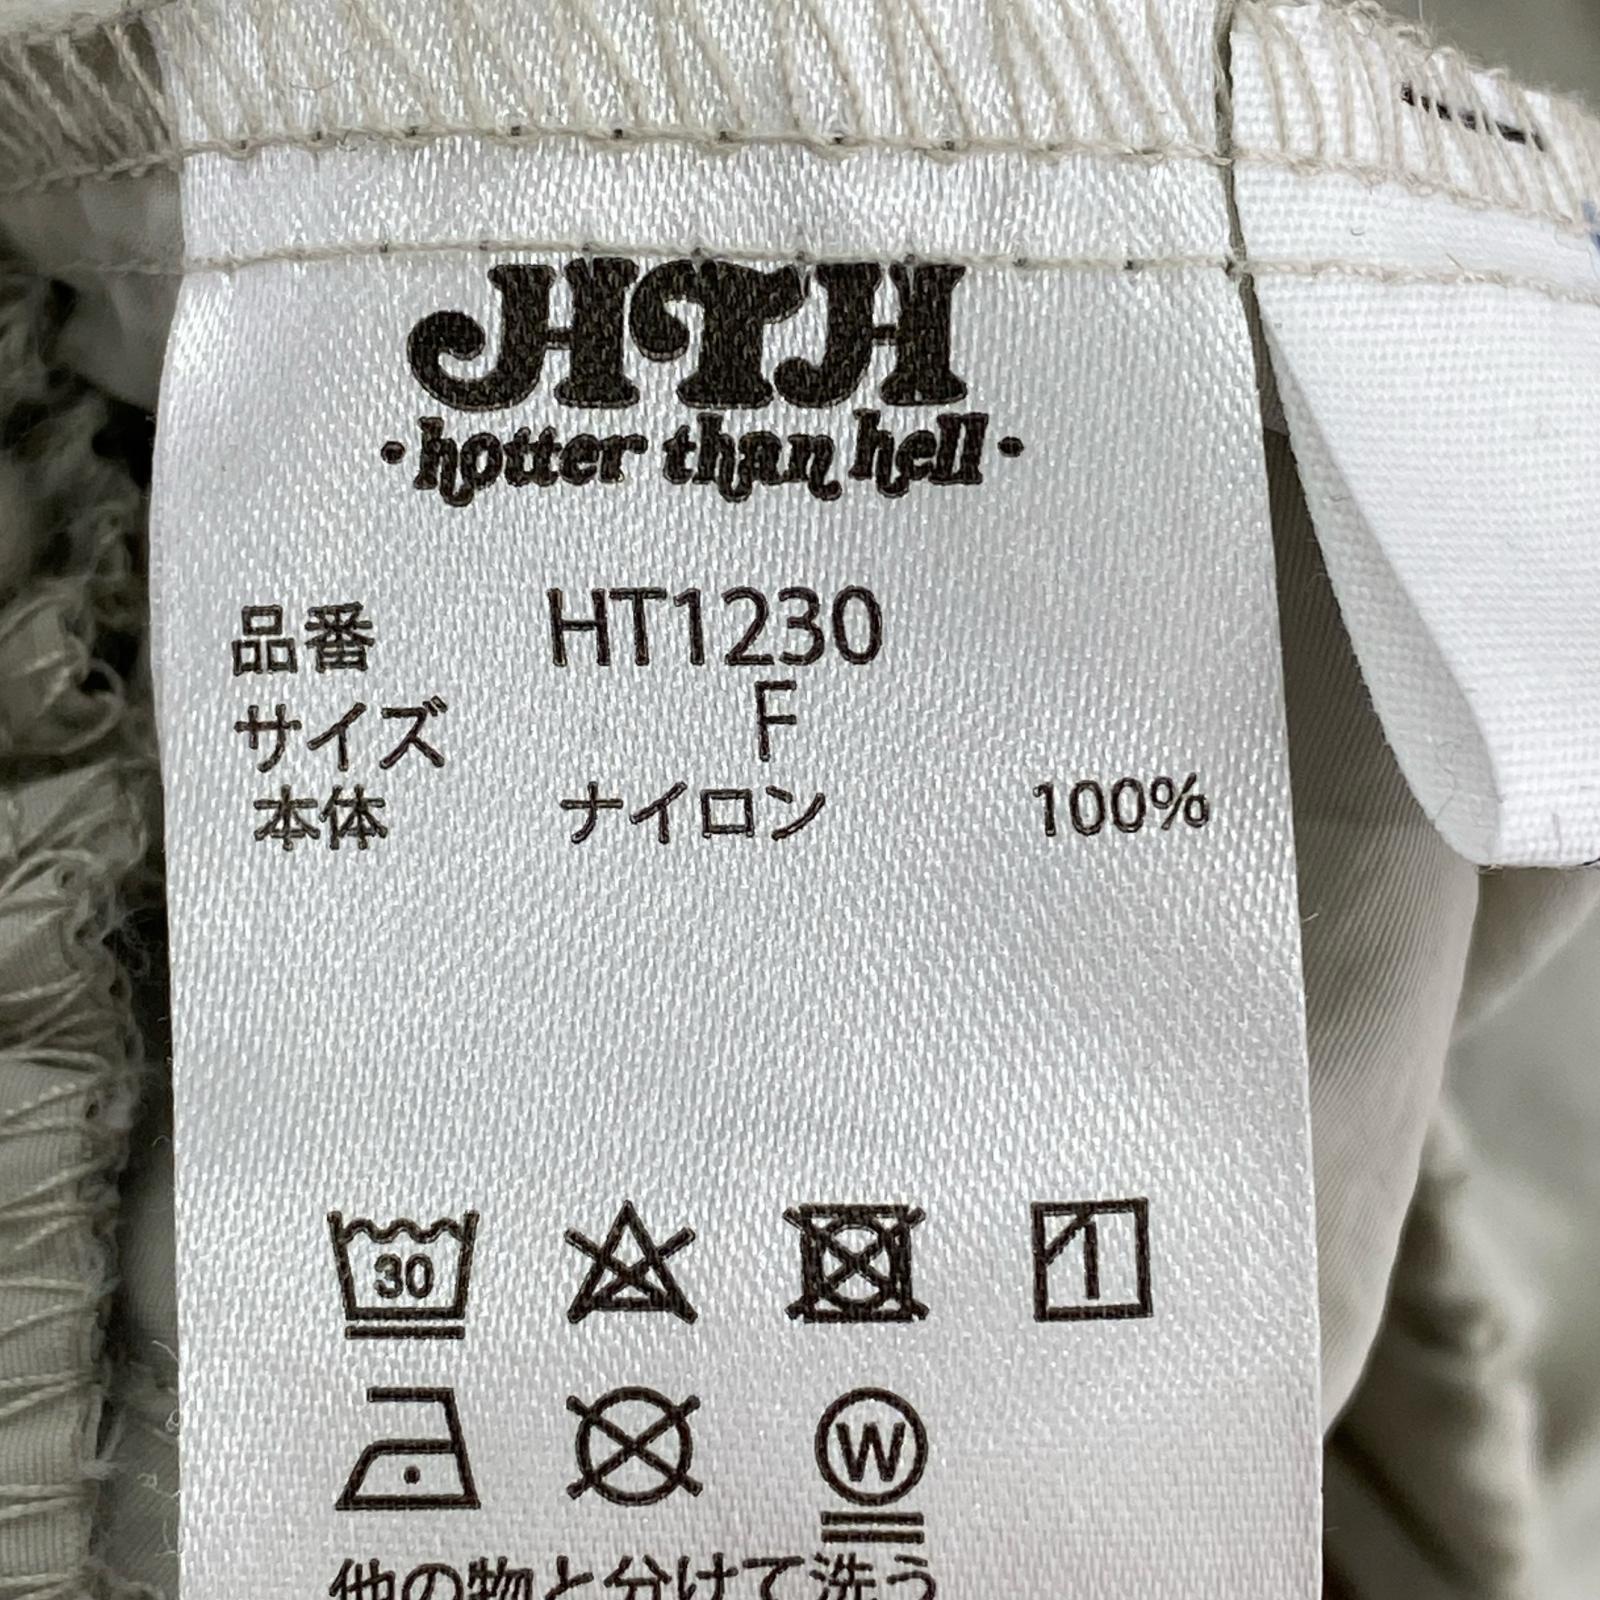 HTH
·hotter than hell·
品番 HT1230
サイズ F
本体 ナイロン 100%
30
W
他の物と分けて洗う